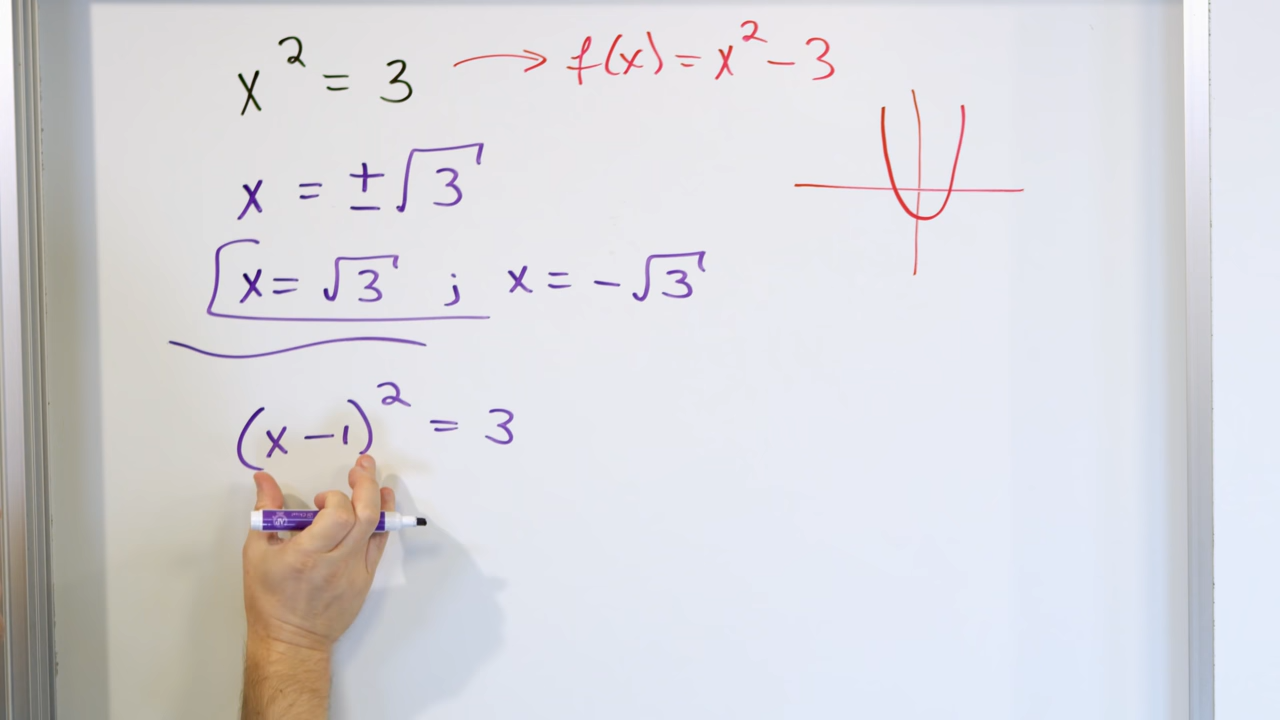 x² = 3 → f(x) = x² - 3
x = ±√3
x = √3 ; x = -√3
(x - 1)² = 3